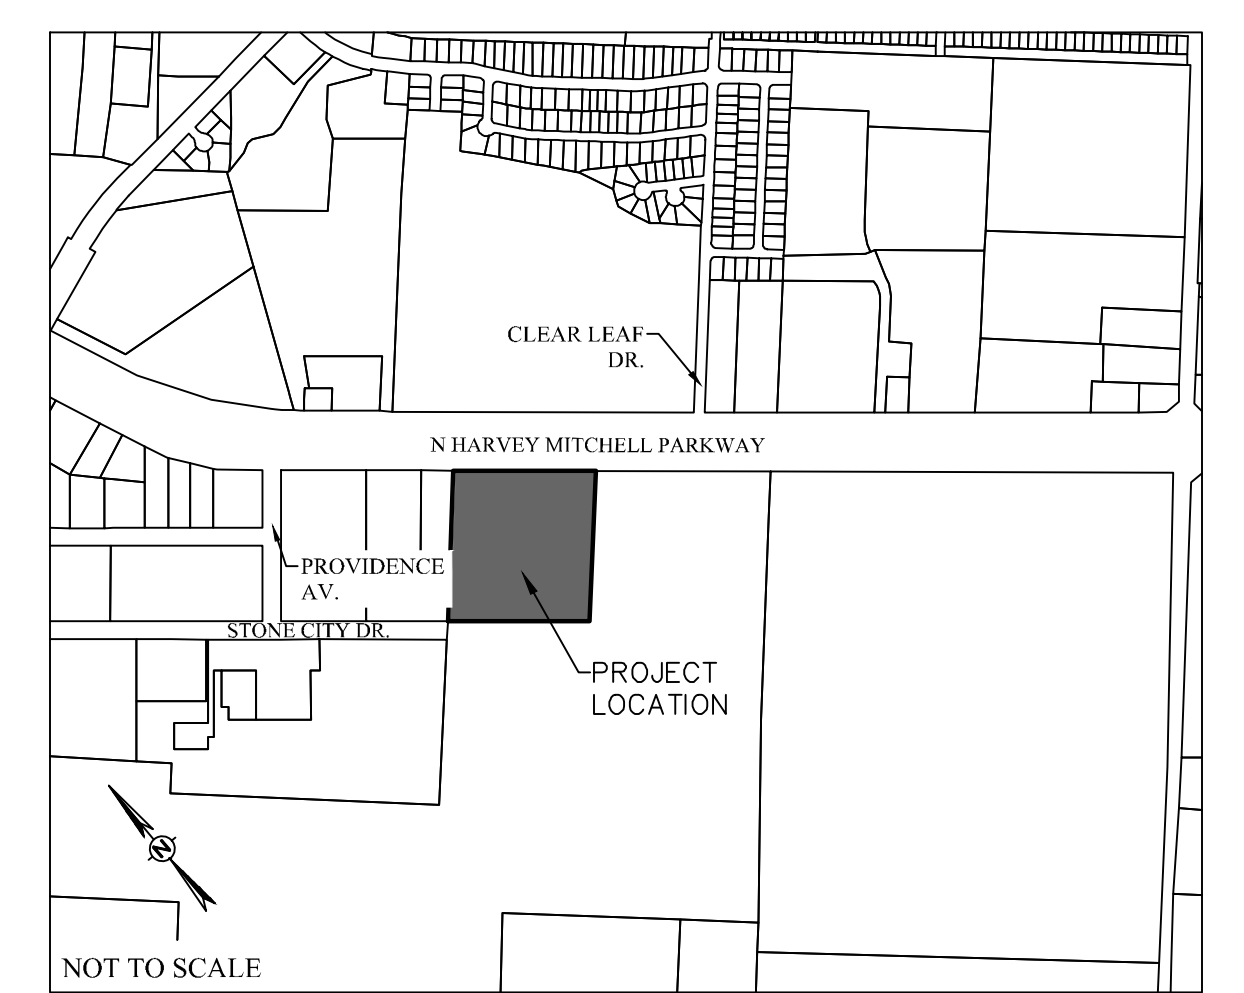 CLEAR LEAF
DR.
N HARVEY MITCHELL PARKWAY
PROVIDENCE
AV.
STONE CITY DR.
PROJECT
LOCATION
N
NOT TO SCALE